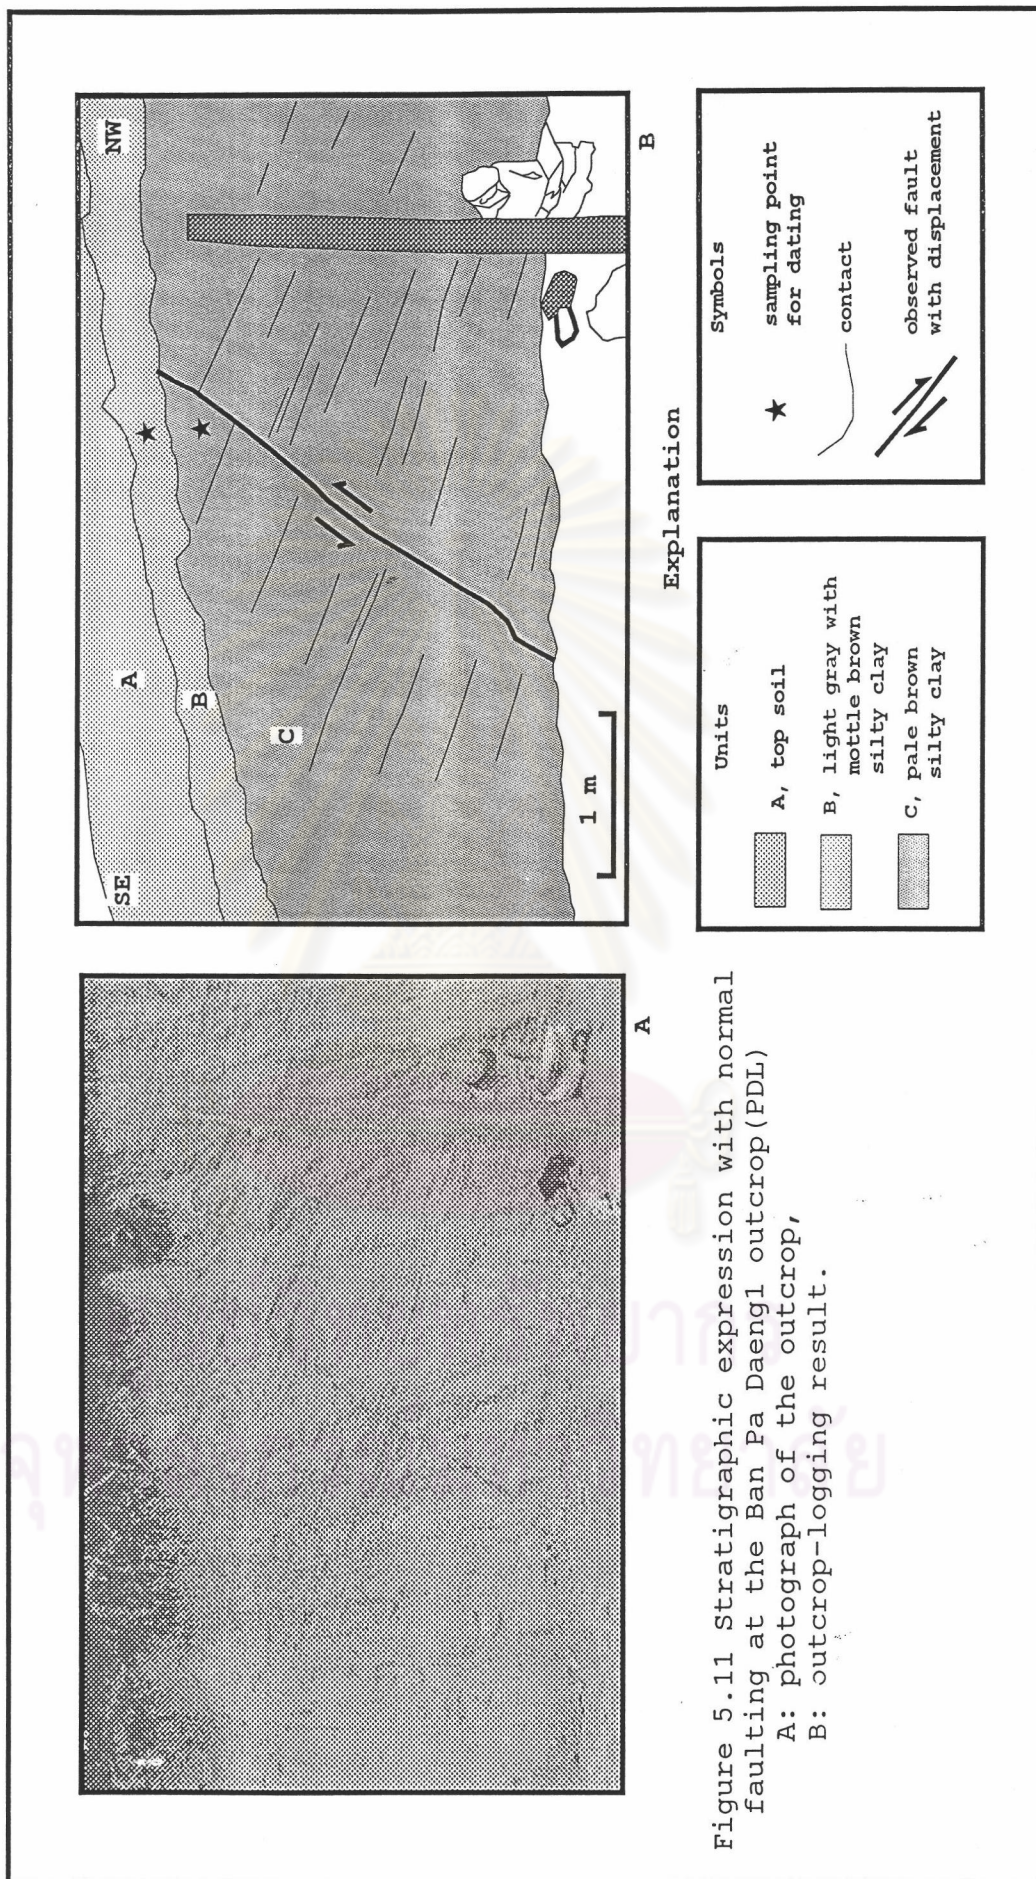 SE
NW
A
B
C
1 m
A
B
Explanation
Units
A, top soil
B, light gray with
mottle brown
silty clay
C, pale brown
silty clay
Symbols
sampling point
for dating
contact
observed fault
with displacement
Figure 5.11 Stratigraphic expression with normal
faulting at the Ban Pa Daeng1 outcrop(PDL)
A: photograph of the outcrop,
B: outcrop-logging result.